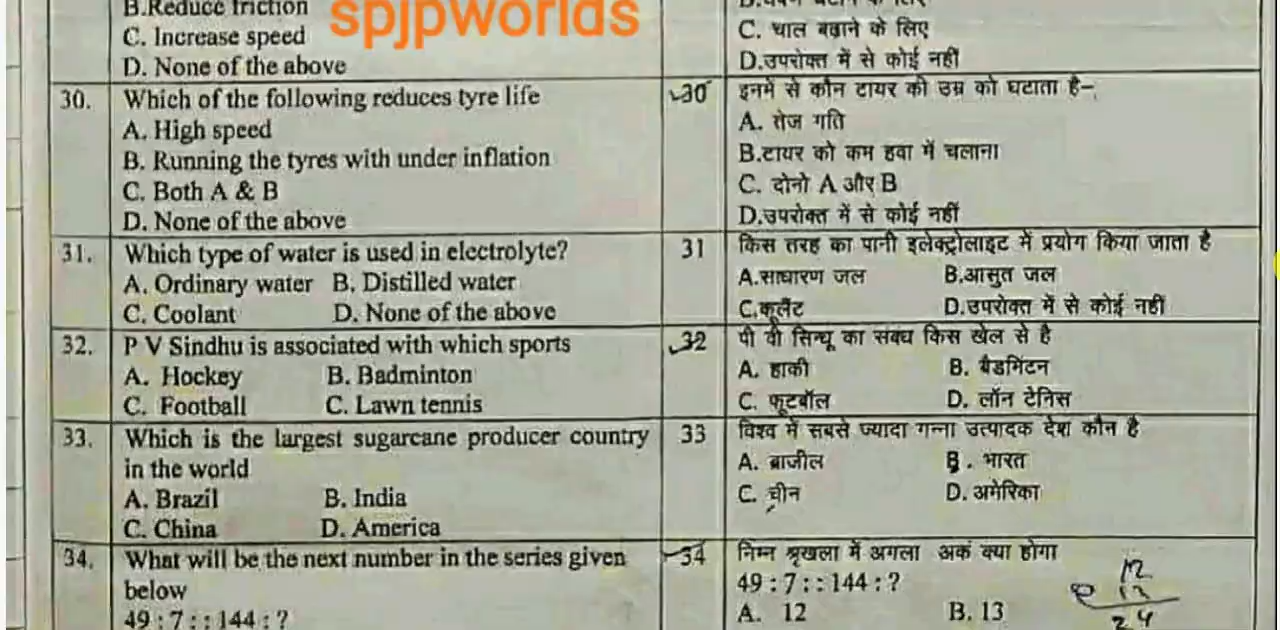 B.Reduce friction
spjpworlds
C. Increase speed
D. None of the above
C. चाल बढ़ाने के लिए
D.उपरोक्त में से कोई नहीं
30. Which of the following reduces tyre life
A. High speed
B. Running the tyres with under inflation
C. Both A & B
D. None of the above
30 इनमें से कौन टायर की उम्र को घटाता है-
A. तेज गति
B.टायर को कम हवा में चलाना
C. दोनो A और B
D.उपरोक्त में से कोई नहीं
31. Which type of water is used in electrolyte?
A. Ordinary water B. Distilled water
C. Coolant D. None of the above
31 किस तरह का पानी इलेक्ट्रोलाइट में प्रयोग किया जाता है
A.साधारण जल B.आसुत जल
C.कूलैंट D.उपरोक्त में से कोई नहीं
32. P V Sindhu is associated with which sports
A. Hockey B. Badminton
C. Football C. Lawn tennis
32 पी वी सिन्धू का संबध किस खेल से है
A. हाकी B. बैडमिंटन
C. फूटबॉल D. लॉन टेनिस
33. Which is the largest sugarcane producer country
in the world
A. Brazil B. India
C. China D. America
33 विश्व में सबसे ज्यादा गन्ना उत्पादक देश कौन है
A. ब्राजील B. भारत
C. चीन D. अमेरिका
34. What will be the next number in the series given
below
49 : 7 : : 144 : ?
34 निम्न श्रृखला में अगला अकं क्या होगा
49 : 7 : : 144 : ?
A. 12 B. 13
12
12
24